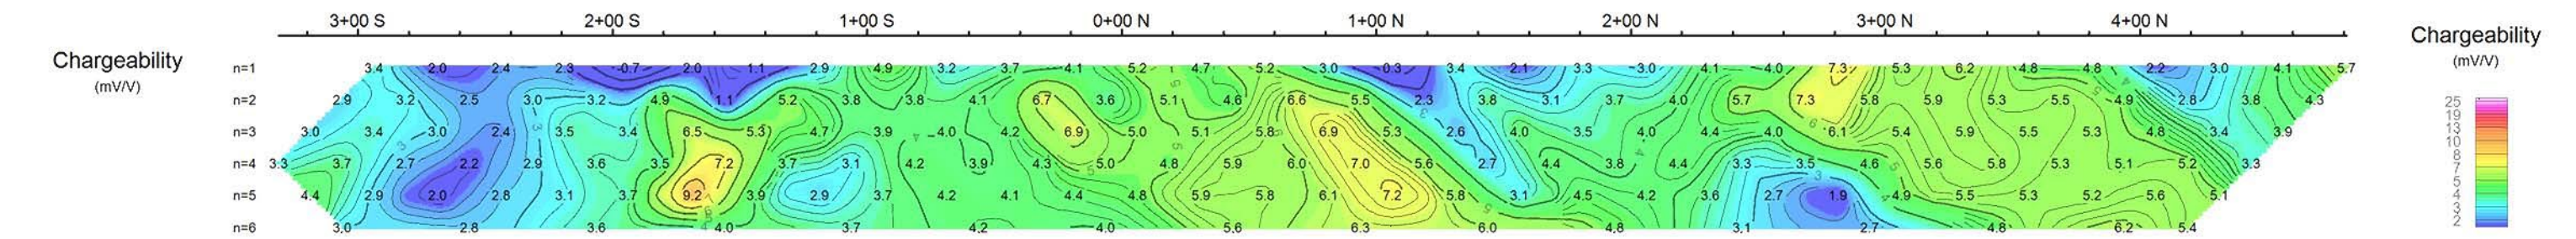 3+00 S 2+00 S 1+00 S 0+00 N 1+00 N 2+00 N 3+00 N 4+00 N
Chargeability
(mV/V)
n=1 3.4 2.0 2.4 2.3 -0.7 2.0 1.1 2.9 4.9 3.2 3.7 4.1 5.2 4.7 5.2 3.0 0.3 3.4 2.1 3.3 3.0 4.1 4.0 7.3 5.3 6.2 4.8 4.8 2.2 3.0 4.1 5.7
n=2 2.9 3.2 2.5 3.0 3.2 4.9 1.1 5.2 3.8 3.8 4.1 6.7 3.6 5.1 4.6 6.6 5.5 2.3 3.8 3.1 3.7 4.0 5.7 7.3 5.8 5.9 5.3 5.5 4.9 2.8 3.8 4.3
n=3 3.0 3.4 3.0 2.4 3.5 3.4 6.5 5.3 4.7 3.9 4.0 4.2 6.9 5.0 5.1 5.8 6.9 5.3 2.6 4.0 3.5 4.0 4.4 4.0 6.1 5.4 5.9 5.5 5.3 4.8 3.4 3.9
n=4 3.3 3.7 2.7 2.2 2.9 3.6 3.5 7.2 3.7 3.1 4.2 3.9 4.3 5.0 4.8 5.9 6.0 7.0 5.6 2.7 4.4 3.8 4.4 3.3 3.5 4.6 5.6 5.8 5.3 5.1 5.2 3.3
n=5 4.4 2.9 2.0 2.8 3.1 3.7 9.2 3.9 2.9 3.7 4.2 4.1 4.4 4.8 5.9 5.8 6.1 7.2 5.8 3.1 4.5 4.2 3.6 2.7 1.9 4.9 5.5 5.3 5.2 5.6 5.1
n=6 3.0 2.8 3.6 4.0 3.7 4.2 4.0 5.6 6.3 6.0 4.8 3.1 2.7 4.8 6.2 5.4
Chargeability
(mV/V)
25
19
13
10
8
7
5
4
3
2